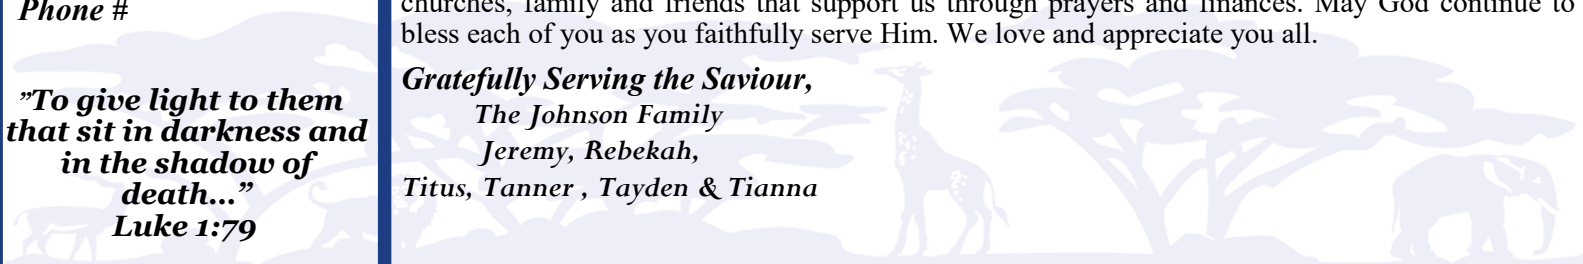 Phone #
”To give light to them
that sit in darkness and
in the shadow of
death...”
Luke 1:79
churches, family and friends that support us through prayers and finances. May God continue to
bless each of you as you faithfully serve Him. We love and appreciate you all.
Gratefully Serving the Saviour,
The Johnson Family
Jeremy, Rebekah,
Titus, Tanner , Tayden & Tianna